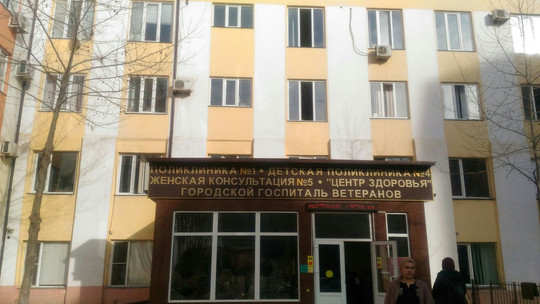 ПОЛИКЛИНИКА №1 • ДЕТСКАЯ ПОЛИКЛИНИКА №4
ЖЕНСКАЯ КОНСУЛЬТАЦИЯ №5 • "ЦЕНТР ЗДОРОВЬЯ"
ГОРОДСКОЙ ГОСПИТАЛЬ ВЕТЕРАНОВ